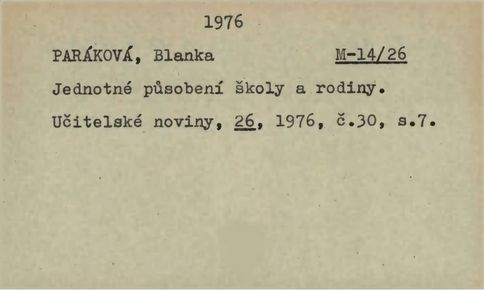 1976
PARÁKOVÁ, Blanka M-14/26
Jednotné působení školy a rodiny.
Učitelské noviny, 26, 1976, č.30, s.7.